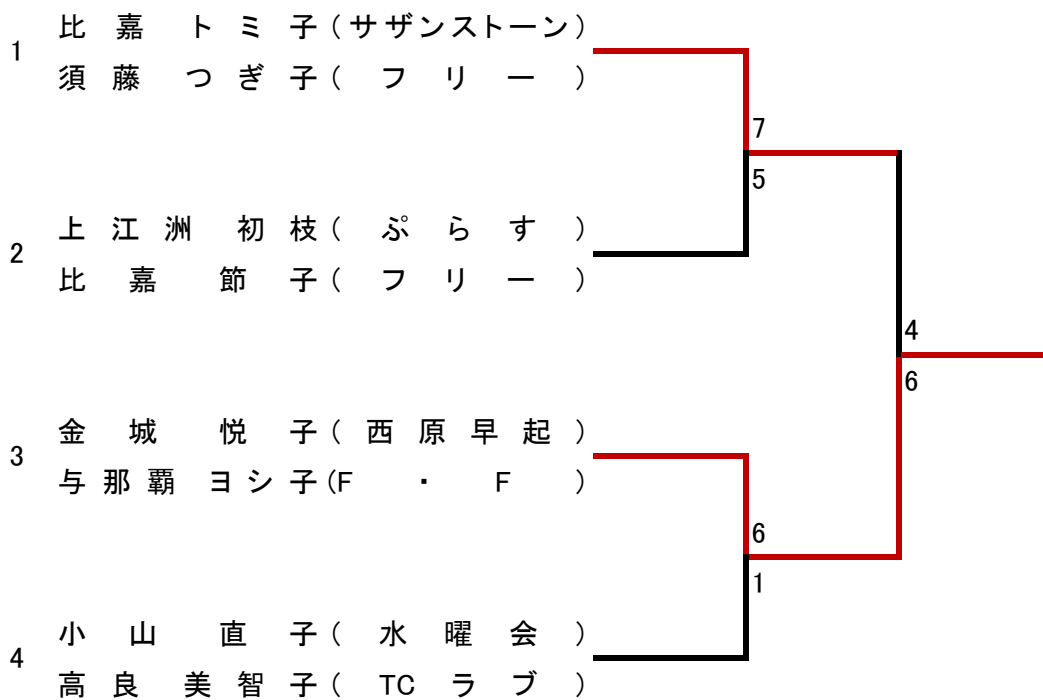 1
比嘉トミ子(サザンストーン)
須藤つぎ子(フリー)
7
5
2
上江洲初枝(ぷらす)
比嘉節子(フリー)
4
6
3
金城悦子(西原早起)
与那覇ヨシ子(F・F)
6
1
4
小山直子(水曜会)
高良美智子(TCラブ)